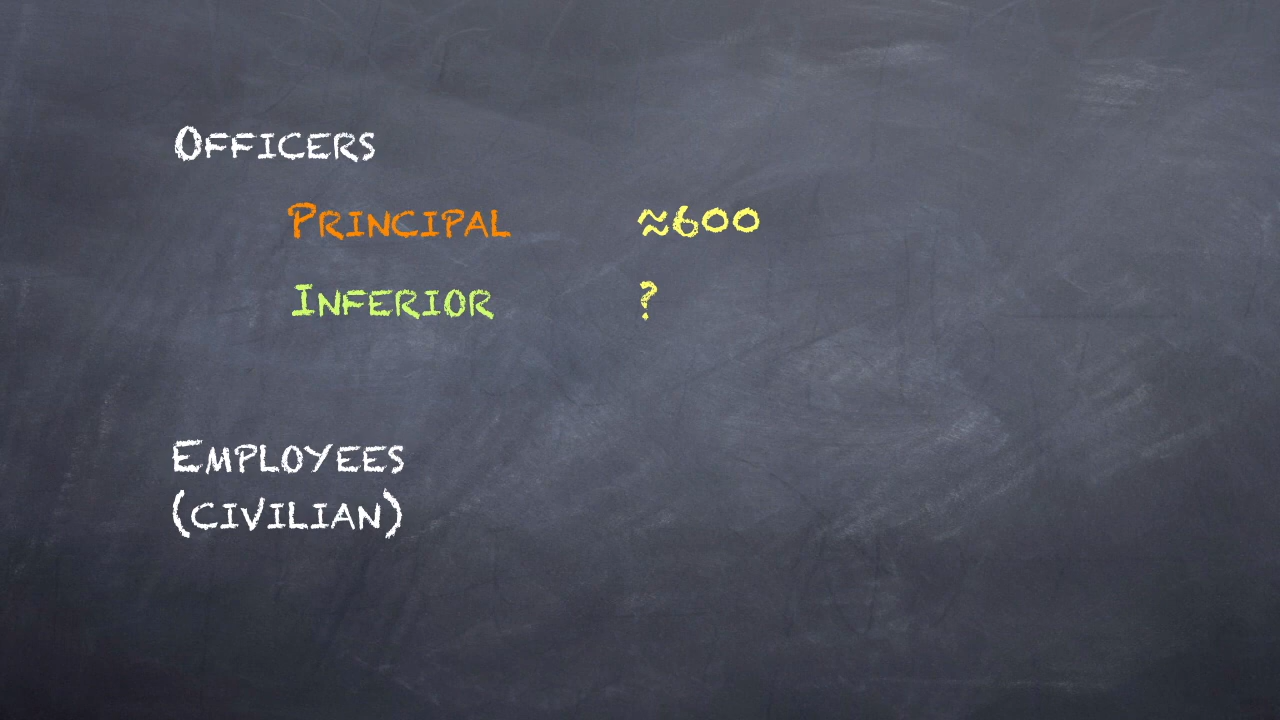 Officers
Principal ≈600
Inferior ?
Employees
(civilian)